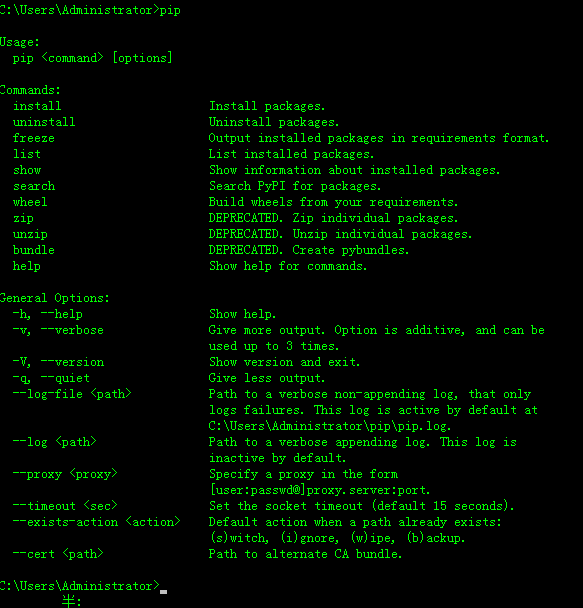 C:\Users\Administrator>pip
Usage:
pip <command> [options]
Commands:
install Install packages.
uninstall Uninstall packages.
freeze Output installed packages in requirements format.
list List installed packages.
show Show information about installed packages.
search Search PyPI for packages.
wheel Build wheels from your requirements.
zip DEPRECATED. Zip individual packages.
unzip DEPRECATED. Unzip individual packages.
bundle DEPRECATED. Create pybundles.
help Show help for commands.
General Options:
-h, --help Show help.
-v, --verbose Give more output. Option is additive, and can be
used up to 3 times.
-V, --version Show version and exit.
-q, --quiet Give less output.
--log-file <path> Path to a verbose non-appending log, that only
logs failures. This log is active by default at
C:\Users\Administrator\pip\pip.log.
--log <path> Path to a verbose appending log. This log is
inactive by default.
--proxy <proxy> Specify a proxy in the form
[user:passwd@]proxy.server:port.
--timeout <sec> Set the socket timeout (default 15 seconds).
--exists-action <action> Default action when a path already exists:
(s)witch, (i)gnore, (w)ipe, (b)ackup.
--cert <path> Path to alternate CA bundle.
C:\Users\Administrator>_
半: